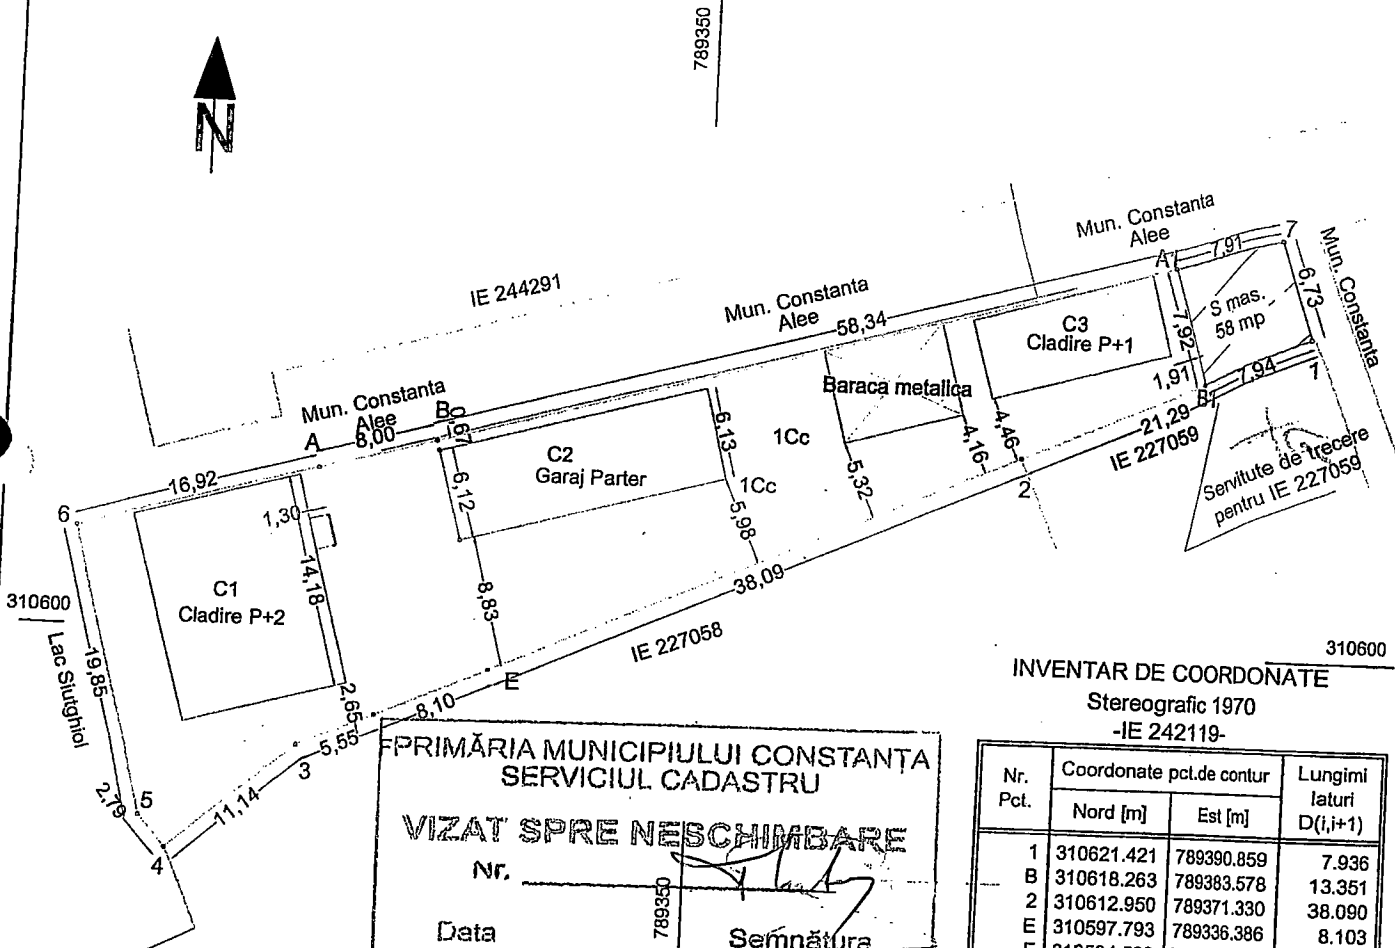 789350
N
IE 244291
Mun. Constanta
Alee
Mun. Constanta
Alee
58,34
Mun. Constanta
Alee
A1
7,91
7
Mun. Constanta
6,73
S mas.
58 mp
7,92
1,91
B1
7,94
1
C3
Cladire P+1
Baraca metalica
4,16
4,46
21,29
IE 227059
2
Servitute de trecere
pentru IE 227059
A
8,00
B
0,67
6
16,92
1,30
14,18
C1
Cladire P+2
C2
Garaj Parter
6,12
6,13
1Cc
1Cc
5,32
5,98
8,83
38,09
IE 227058
310600
Lac Siutghiol
19,85
2,65
8,10
E
5,55
3
11,14
2,79
5
4
310600
PRIMĂRIA MUNICIPIULUI CONSTANȚA
SERVICIUL CADASTRU
VIZAT SPRE NESCHIMBARE
Nr.
789350
Data
Semnătura
INVENTAR DE COORDONATE
Stereografic 1970
-IE 242119-
Nr. Pct. Coordonate pct.de contur Lungimi laturi D(i,i+1)
Nord [m] Est [m]
1 310621.421 789390.859 7.936
B 310618.263 789383.578 13.351
2 310612.950 789371.330 38.090
E 310597.793 789336.386 8.103